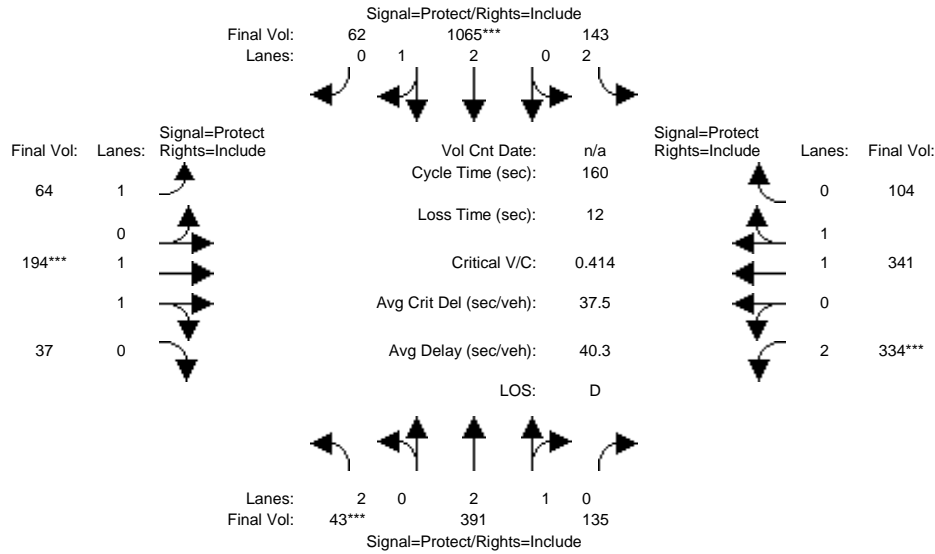 Signal=Protect/Rights=Include
Final Vol: 62 1065*** 143
Lanes: 0 1 2 0 2
Signal=Protect Signal=Protect
Final Vol: Lanes: Rights=Include Vol Cnt Date: n/a Rights=Include Lanes: Final Vol:
Cycle Time (sec): 160
64 1 0 104
Loss Time (sec): 12
0 1
194*** 1 Critical V/C: 0.414 1 341
1 Avg Crit Del (sec/veh): 37.5 0
37 0 Avg Delay (sec/veh): 40.3 2 334***
LOS: D
Lanes: 2 0 2 1 0
Final Vol: 43*** 391 135
Signal=Protect/Rights=Include